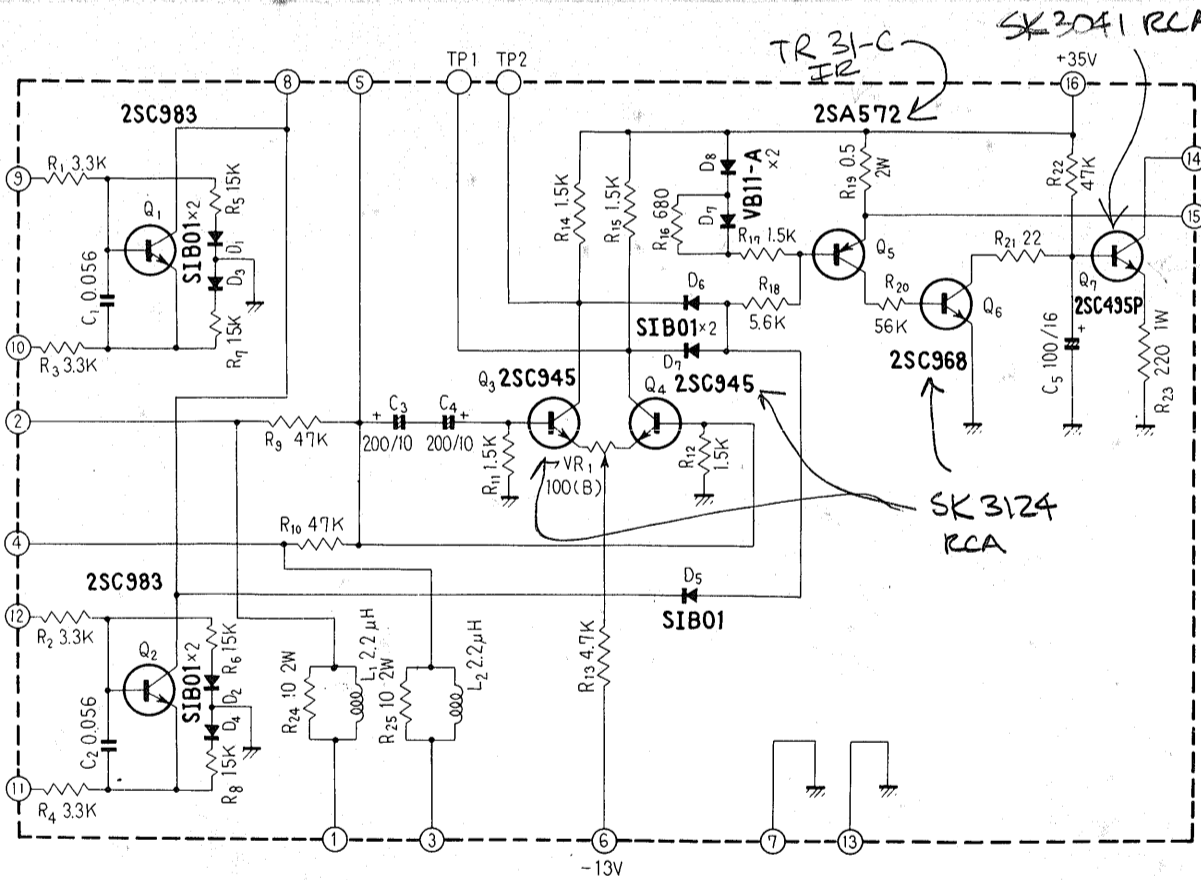 SK3041 RCA
TR 31-C
IR
TP1 TP2
+35V
8 5 16
2SC983
2SA572
9 R1 3.3K
R5 15K
Q1
SIB01×2
D1
D3
C1 0.056
R7 15K
10 R3 3.3K
R14 1.5K
R15 1.5K
D8
VB11-A ×2
R16 680
D7
R17 1.5K
R19 0.5 2W
Q5
R22 47K
14
15
R21 22
Q7
2SC495P
D6
R18
5.6K
SIB01×2
D7
R20
56K
Q6
2SC968
C5 100/16 +
R23 220 1W
Q3 2SC945
Q4 2SC945
2
R9 47K
+ C3
200/10
C4 +
200/10
R11 1.5K
VR1
100(B)
R12 1.5K
SK3124
RCA
4
R10 47K
2SC983
D5
SIB01
12
R2 3.3K
Q2
SIB01×2
R6 15K
D2
D4
C2 0.056
R8 15K
11
R4 3.3K
R24 10 2W
L1 2.2μH
R25 10 2W
L2 2.2μH
R13 4.7K
1 3 6 7 13
-13V